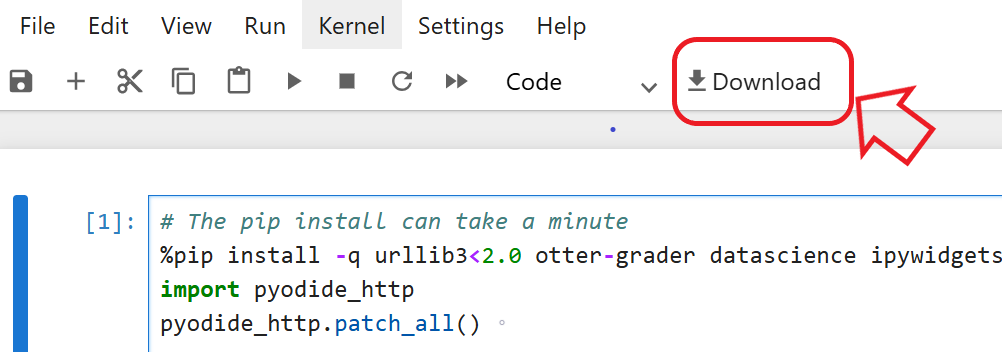 File Edit View Run Kernel Settings Help
Code Download
[1]: # The pip install can take a minute
%pip install -q urllib3<2.0 otter-grader datascience ipywidgets
import pyodide_http
pyodide_http.patch_all()